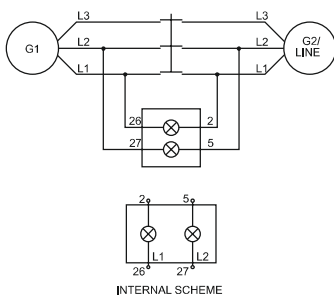 L3 L3
G1 L2 L2 G2/
LINE
L1 L1
26 2
27 5
2 5
L1 L2
26 27
INTERNAL SCHEME